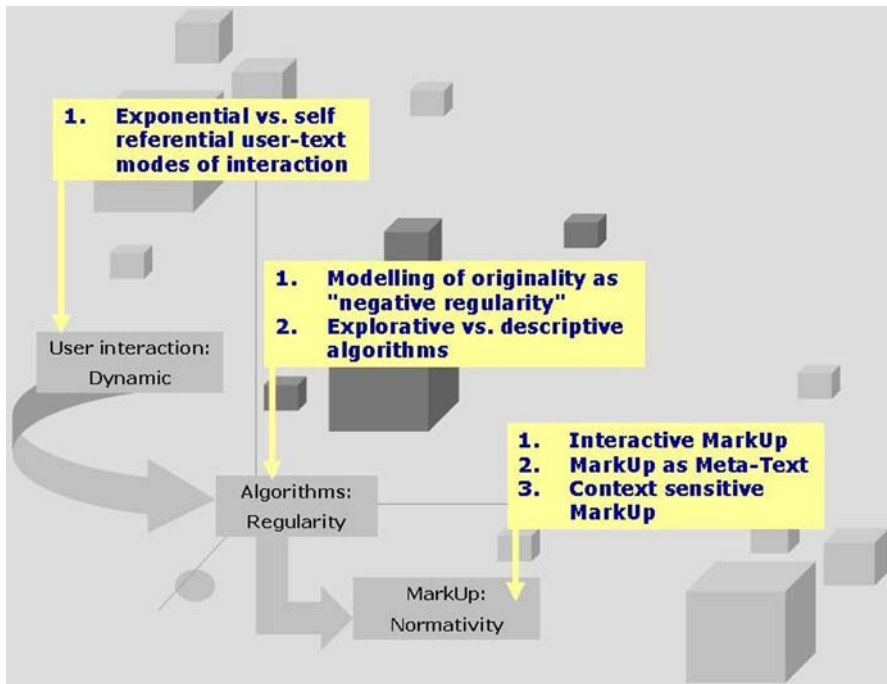 1. Exponential vs. self
referential user-text
modes of interaction
1. Modelling of originality as
"negative regularity"
2. Explorative vs. descriptive
algorithms
User interaction:
Dynamic
1. Interactive MarkUp
2. MarkUp as Meta-Text
3. Context sensitive
MarkUp
Algorithms:
Regularity
MarkUp:
Normativity